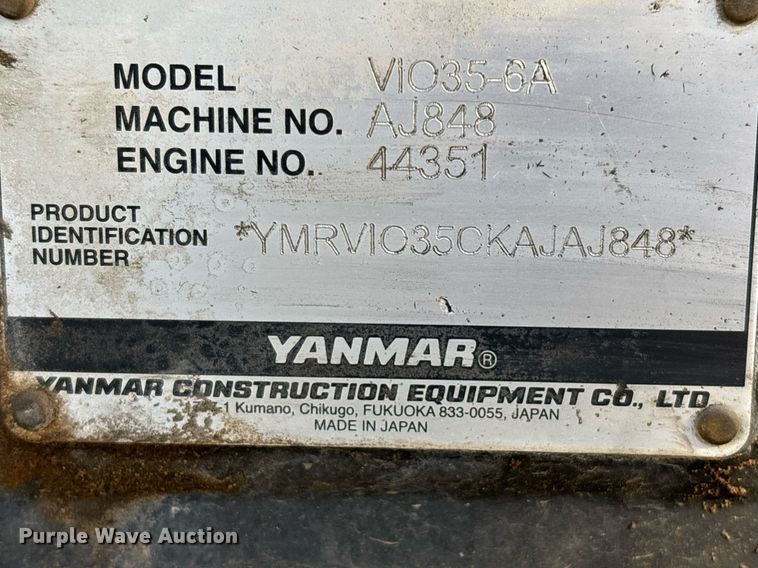 MODEL VIO35-6A
MACHINE NO. AJ848
ENGINE NO. 44351
PRODUCT
IDENTIFICATION
NUMBER
*YMRVIO35CKAJAJ848*
YANMAR®
YANMAR CONSTRUCTION EQUIPMENT CO., LTD
1 Kumano, Chikugo, FUKUOKA 833-0055, JAPAN
MADE IN JAPAN
Purple Wave Auction